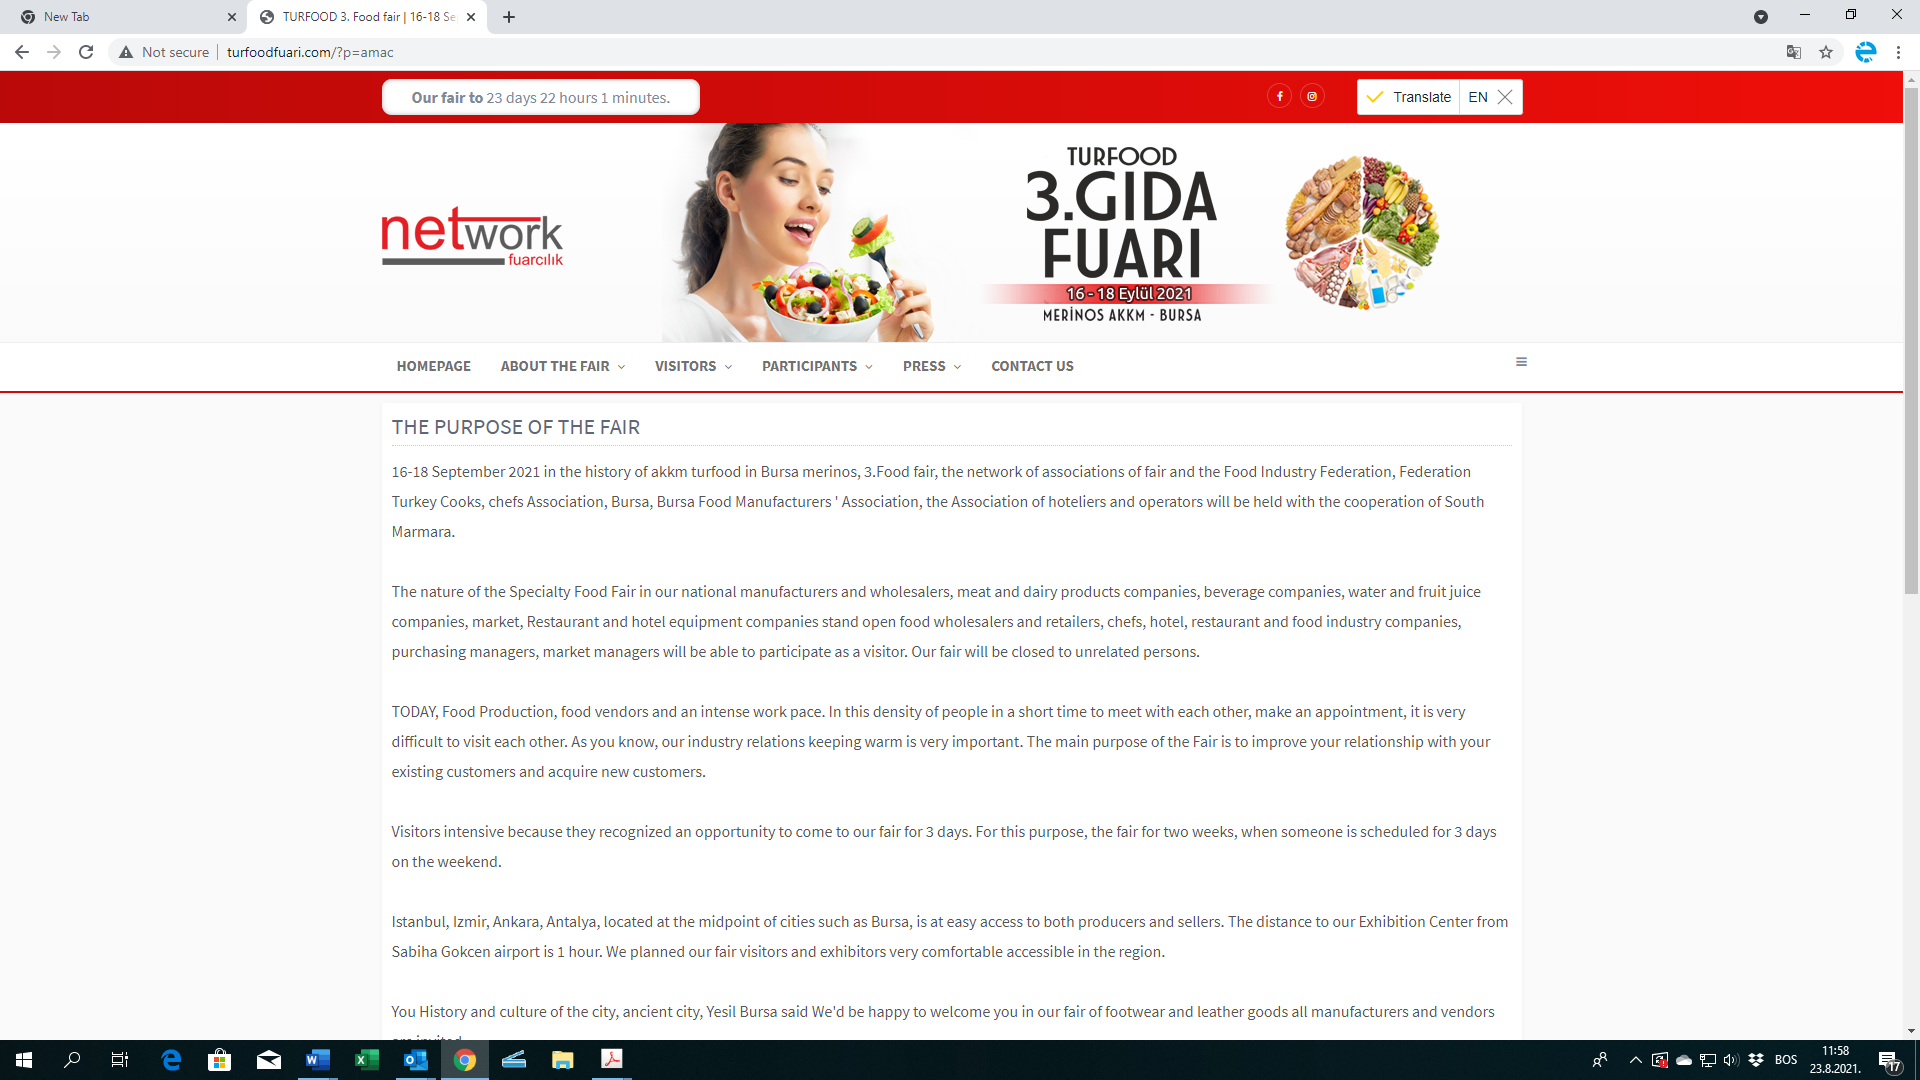 New Tab
TURFOOD 3. Food fair | 16-18 Se
Not secure
turfoodfuari.com/?p=amac
Our fair to 23 days 22 hours 1 minutes.
Translate
EN
network
fuarcılık
TURFOOD
3.GIDA
FUARI
16 - 18 Eylül 2021
MERİNOS AKKM - BURSA
HOMEPAGE
ABOUT THE FAIR
VISITORS
PARTICIPANTS
PRESS
CONTACT US
THE PURPOSE OF THE FAIR
16-18 September 2021 in the history of akkm turfood in Bursa merinos, 3.Food fair, the network of associations of fair and the Food Industry Federation, Federation
Turkey Cooks, chefs Association, Bursa, Bursa Food Manufacturers ' Association, the Association of hoteliers and operators will be held with the cooperation of South
Marmara.
The nature of the Specialty Food Fair in our national manufacturers and wholesalers, meat and dairy products companies, beverage companies, water and fruit juice
companies, market, Restaurant and hotel equipment companies stand open food wholesalers and retailers, chefs, hotel, restaurant and food industry companies,
purchasing managers, market managers will be able to participate as a visitor. Our fair will be closed to unrelated persons.
TODAY, Food Production, food vendors and an intense work pace. In this density of people in a short time to meet with each other, make an appointment, it is very
difficult to visit each other. As you know, our industry relations keeping warm is very important. The main purpose of the Fair is to improve your relationship with your
existing customers and acquire new customers.
Visitors intensive because they recognized an opportunity to come to our fair for 3 days. For this purpose, the fair for two weeks, when someone is scheduled for 3 days
on the weekend.
Istanbul, Izmir, Ankara, Antalya, located at the midpoint of cities such as Bursa, is at easy access to both producers and sellers. The distance to our Exhibition Center from
Sabiha Gokcen airport is 1 hour. We planned our fair visitors and exhibitors very comfortable accessible in the region.
You History and culture of the city, ancient city, Yesil Bursa said We'd be happy to welcome you in our fair of footwear and leather goods all manufacturers and vendors
are invited
BOS
11:58
23.8.2021.
17